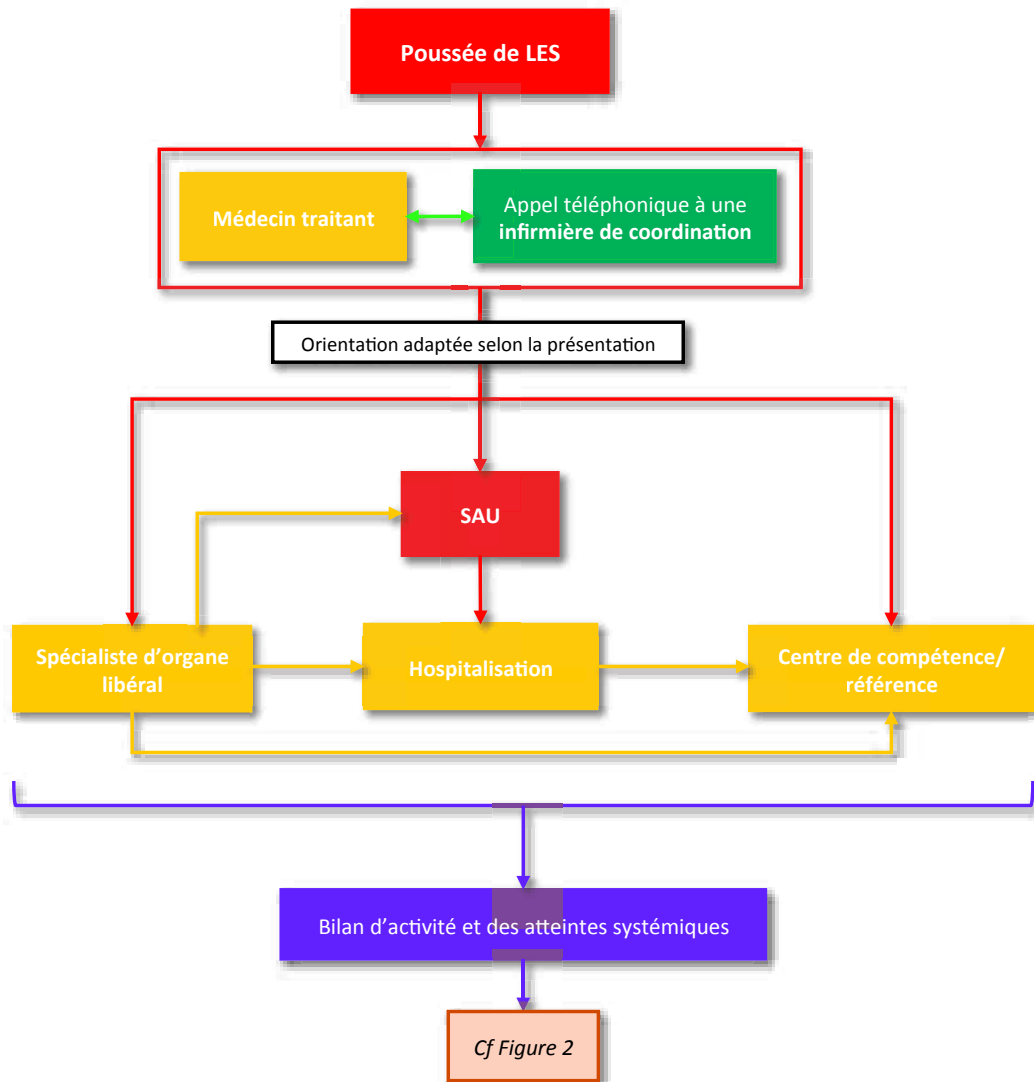 Poussée de LES
Médecin traitant
Appel téléphonique à une
infirmière de coordination
Orientation adaptée selon la présentation
SAU
Spécialiste d’organe
libéral
Hospitalisation
Centre de compétence/
référence
Bilan d’activité et des atteintes systémiques
Cf Figure 2